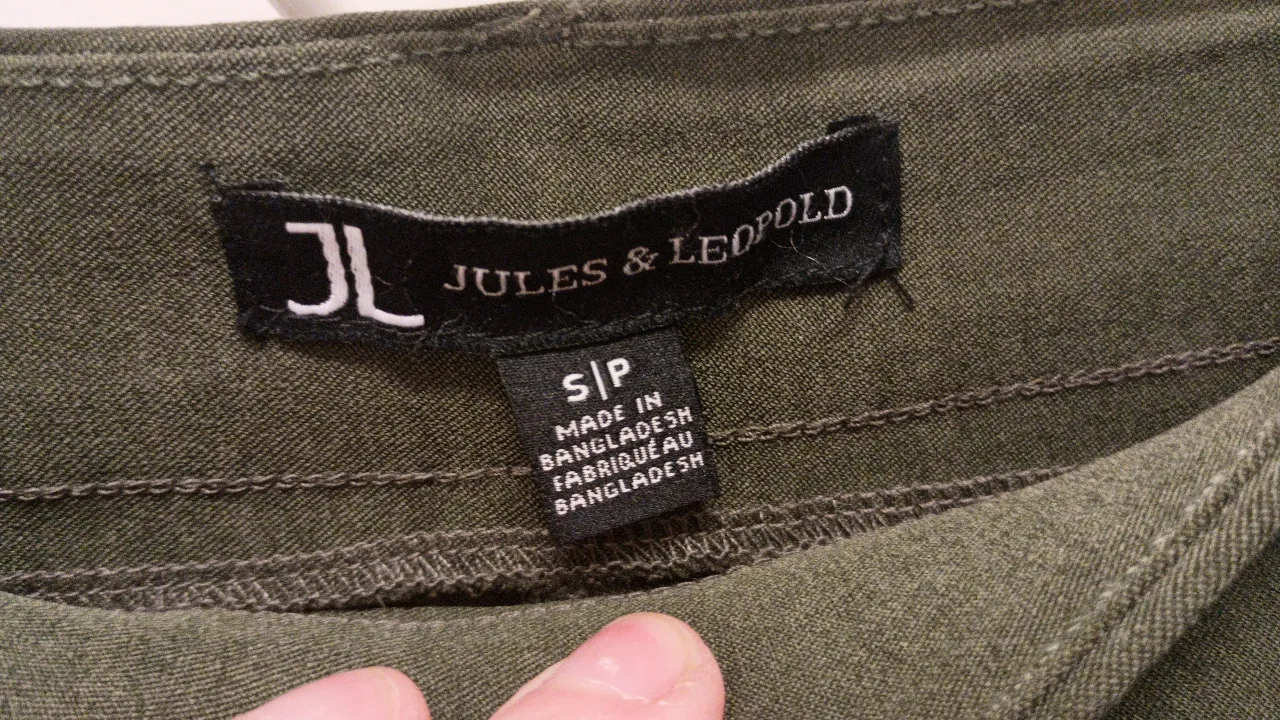 JL JULES & LEOPOLD
S|P
MADE IN
BANGLADESH
FABRIQUÉ AU
BANGLADESH